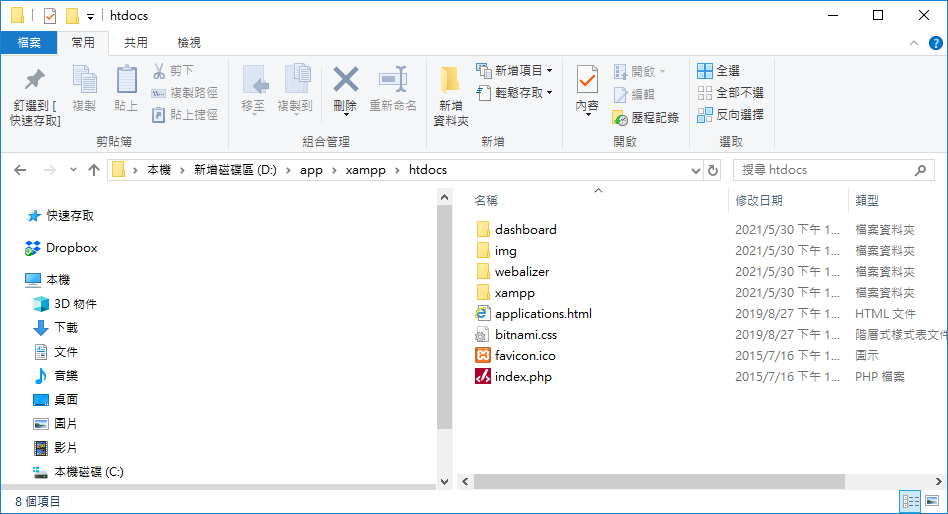 htdocs
檔案 常用 共用 檢視
釘選到 [
快速存取]
複製
貼上
剪下
複製路徑
貼上捷徑
剪貼簿
移至
複製到
刪除
重新命名
組合管理
新增
資料夾
新增項目
輕鬆存取
新增
內容
開啟
編輯
歷程記錄
開啟
全選
全部不選
反向選擇
選取
本機 新增磁碟區 (D:) app xampp htdocs
搜尋 htdocs
快速存取
Dropbox
本機
3D 物件
下載
文件
音樂
桌面
圖片
影片
本機磁碟 (C:)
名稱 修改日期 類型
dashboard 2021/5/30 下午 1... 檔案資料夾
img 2021/5/30 下午 1... 檔案資料夾
webalizer 2021/5/30 下午 1... 檔案資料夾
xampp 2021/5/30 下午 1... 檔案資料夾
applications.html 2019/8/27 下午 1... HTML 文件
bitnami.css 2019/8/27 下午 1... 階層式樣式表文件
favicon.ico 2015/7/16 下午 1... 圖示
index.php 2015/7/16 下午 1... PHP 檔案
8 個項目